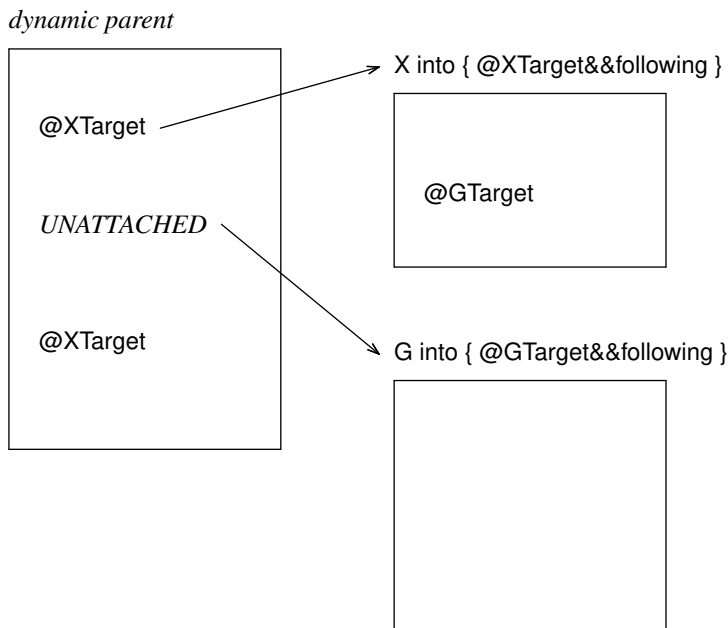 dynamic parent
X into { @XTarget&&following }
@XTarget
@GTarget
UNATTACHED
@XTarget
G into { @GTarget&&following }